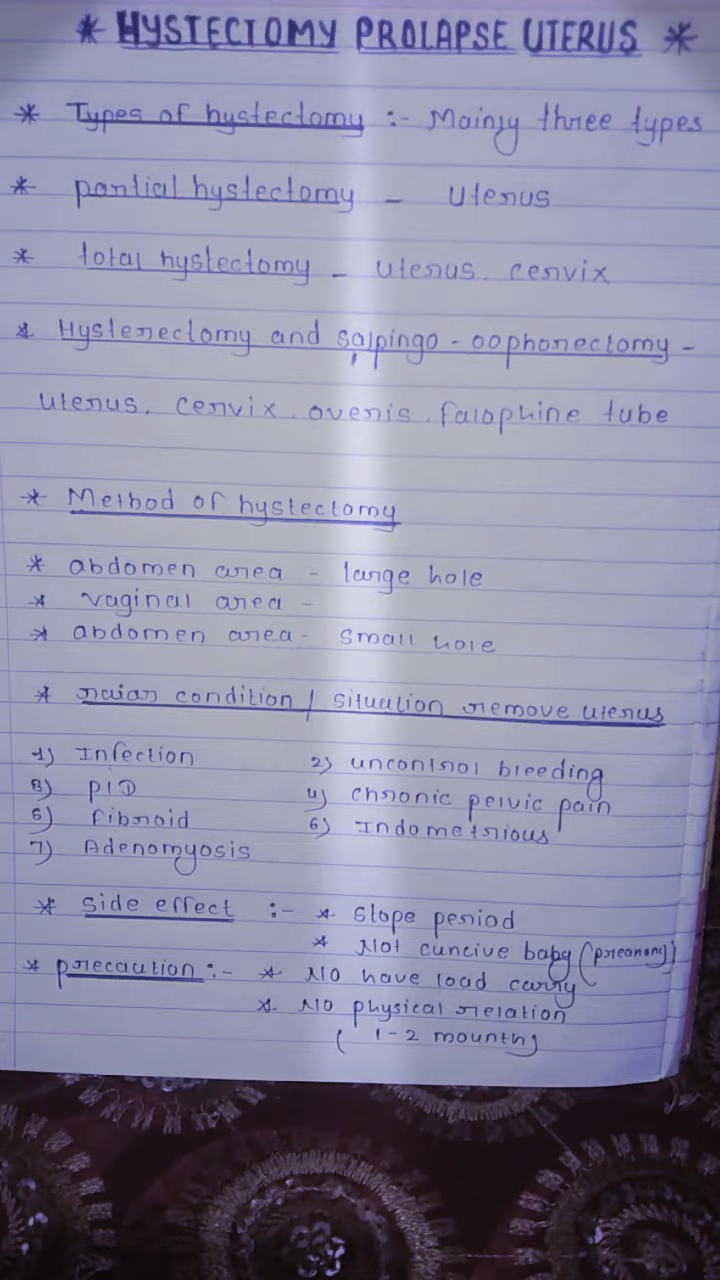 * HYSTECTOMY PROLAPSE UTERUS *
* Types of hystectomy :- Mainly three types
* partial hystectomy - Uterus
* total hystectomy - uterus. cervix
* Hysterectomy and salpingo - oophorectomy -
uterus, cervix. overis, falophine tube
* Method of hystectomy
* abdomen area - large hole
* vaginal area -
* abdomen area - small hole
* condition / situation remove uterus
1) Infection 2) uncontrol bleeding
3) PID 4) chronic pelvic pain
5) fibroid 6) Indometrious
7) Adenomyosis
* side effect :- * stope period
* Not cuncive baby
* precaution :- * No have load carry
* No physical relation
( 1-2 mounth)